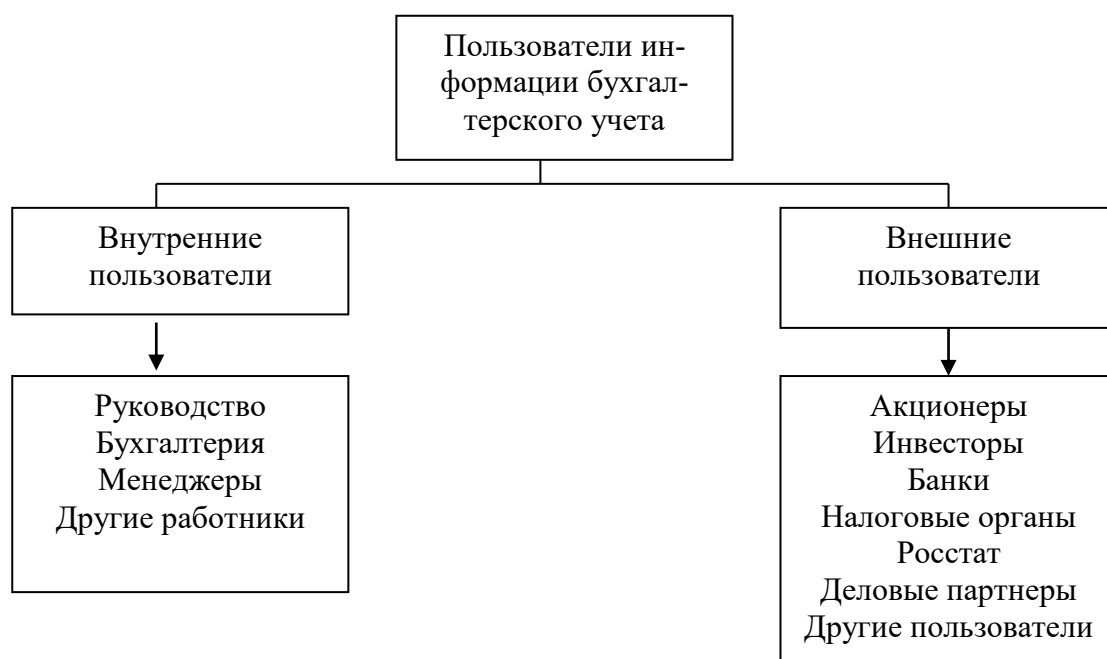 Пользователи ин-
формации бухгал-
терского учета
Внутренние
пользователи
Внешние
пользователи
Руководство
Бухгалтерия
Менеджеры
Другие работники
Акционеры
Инвесторы
Банки
Налоговые органы
Росстат
Деловые партнеры
Другие пользователи